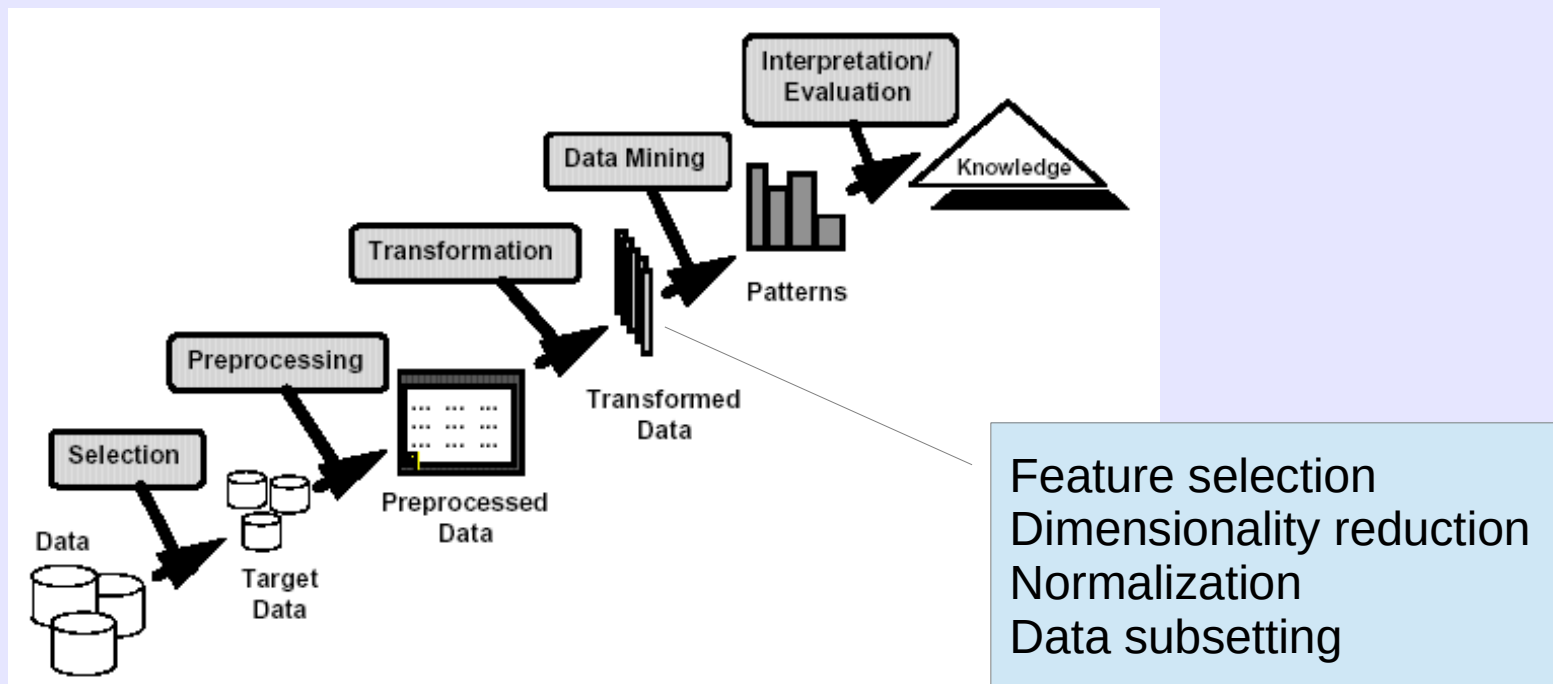 Interpretation/
Evaluation
Knowledge
Data Mining
Patterns
Transformation
Transformed
Data
Preprocessing
Preprocessed
Data
Selection
Data
Target
Data
Feature selection
Dimensionality reduction
Normalization
Data subsetting